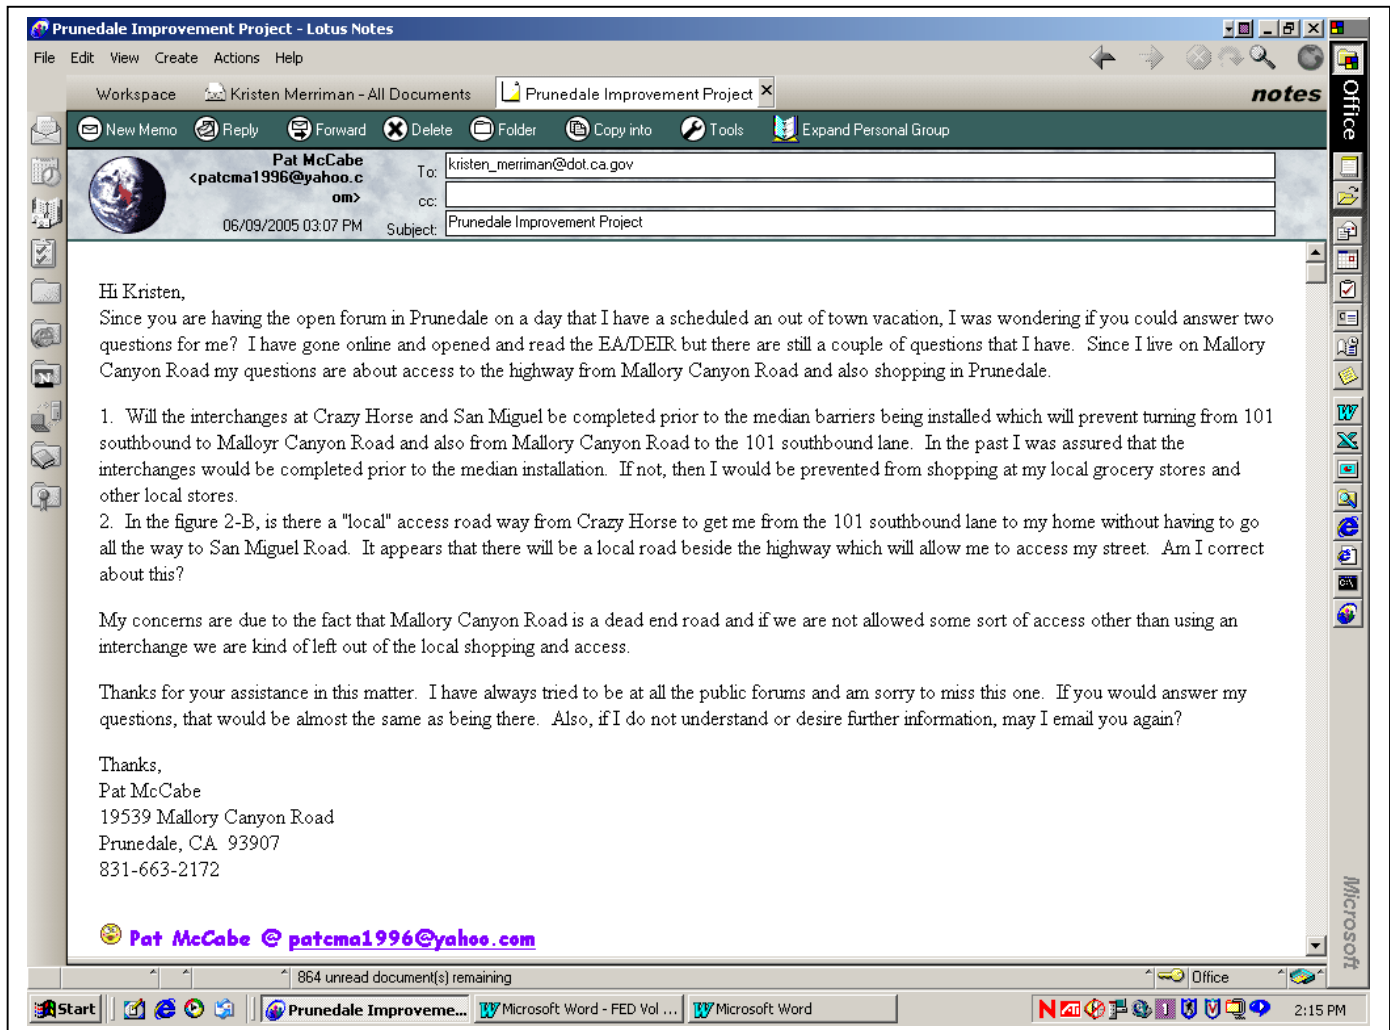 Prunedale Improvement Project - Lotus Notes
File Edit View Create Actions Help
Workspace Kristen Merriman - All Documents Prunedale Improvement Project notes
New Memo Reply Forward Delete Folder Copy into Tools Expand Personal Group
Pat McCabe
<patcma1996@yahoo.c
om>
06/09/2005 03:07 PM
To: kristen_merriman@dot.ca.gov
cc:
Subject: Prunedale Improvement Project
Hi Kristen,
Since you are having the open forum in Prunedale on a day that I have a scheduled an out of town vacation, I was wondering if you could answer two
questions for me? I have gone online and opened and read the EA/DEIR but there are still a couple of questions that I have. Since I live on Mallory
Canyon Road my questions are about access to the highway from Mallory Canyon Road and also shopping in Prunedale.
1. Will the interchanges at Crazy Horse and San Miguel be completed prior to the median barriers being installed which will prevent turning from 101
southbound to Malloyr Canyon Road and also from Mallory Canyon Road to the 101 southbound lane. In the past I was assured that the
interchanges would be completed prior to the median installation. If not, then I would be prevented from shopping at my local grocery stores and
other local stores.
2. In the figure 2-B, is there a "local" access road way from Crazy Horse to get me from the 101 southbound lane to my home without having to go
all the way to San Miguel Road. It appears that there will be a local road beside the highway which will allow me to access my street. Am I correct
about this?
My concerns are due to the fact that Mallory Canyon Road is a dead end road and if we are not allowed some sort of access other than using an
interchange we are kind of left out of the local shopping and access.
Thanks for your assistance in this matter. I have always tried to be at all the public forums and am sorry to miss this one. If you would answer my
questions, that would be almost the same as being there. Also, if I do not understand or desire further information, may I email you again?
Thanks,
Pat McCabe
19539 Mallory Canyon Road
Prunedale, CA 93907
831-663-2172
Pat McCabe @ patcma1996@yahoo.com
864 unread document(s) remaining
Office
Office
Microsoft
Start Prunedale Improveme... Microsoft Word - FED Vol ... Microsoft Word 2:15 PM